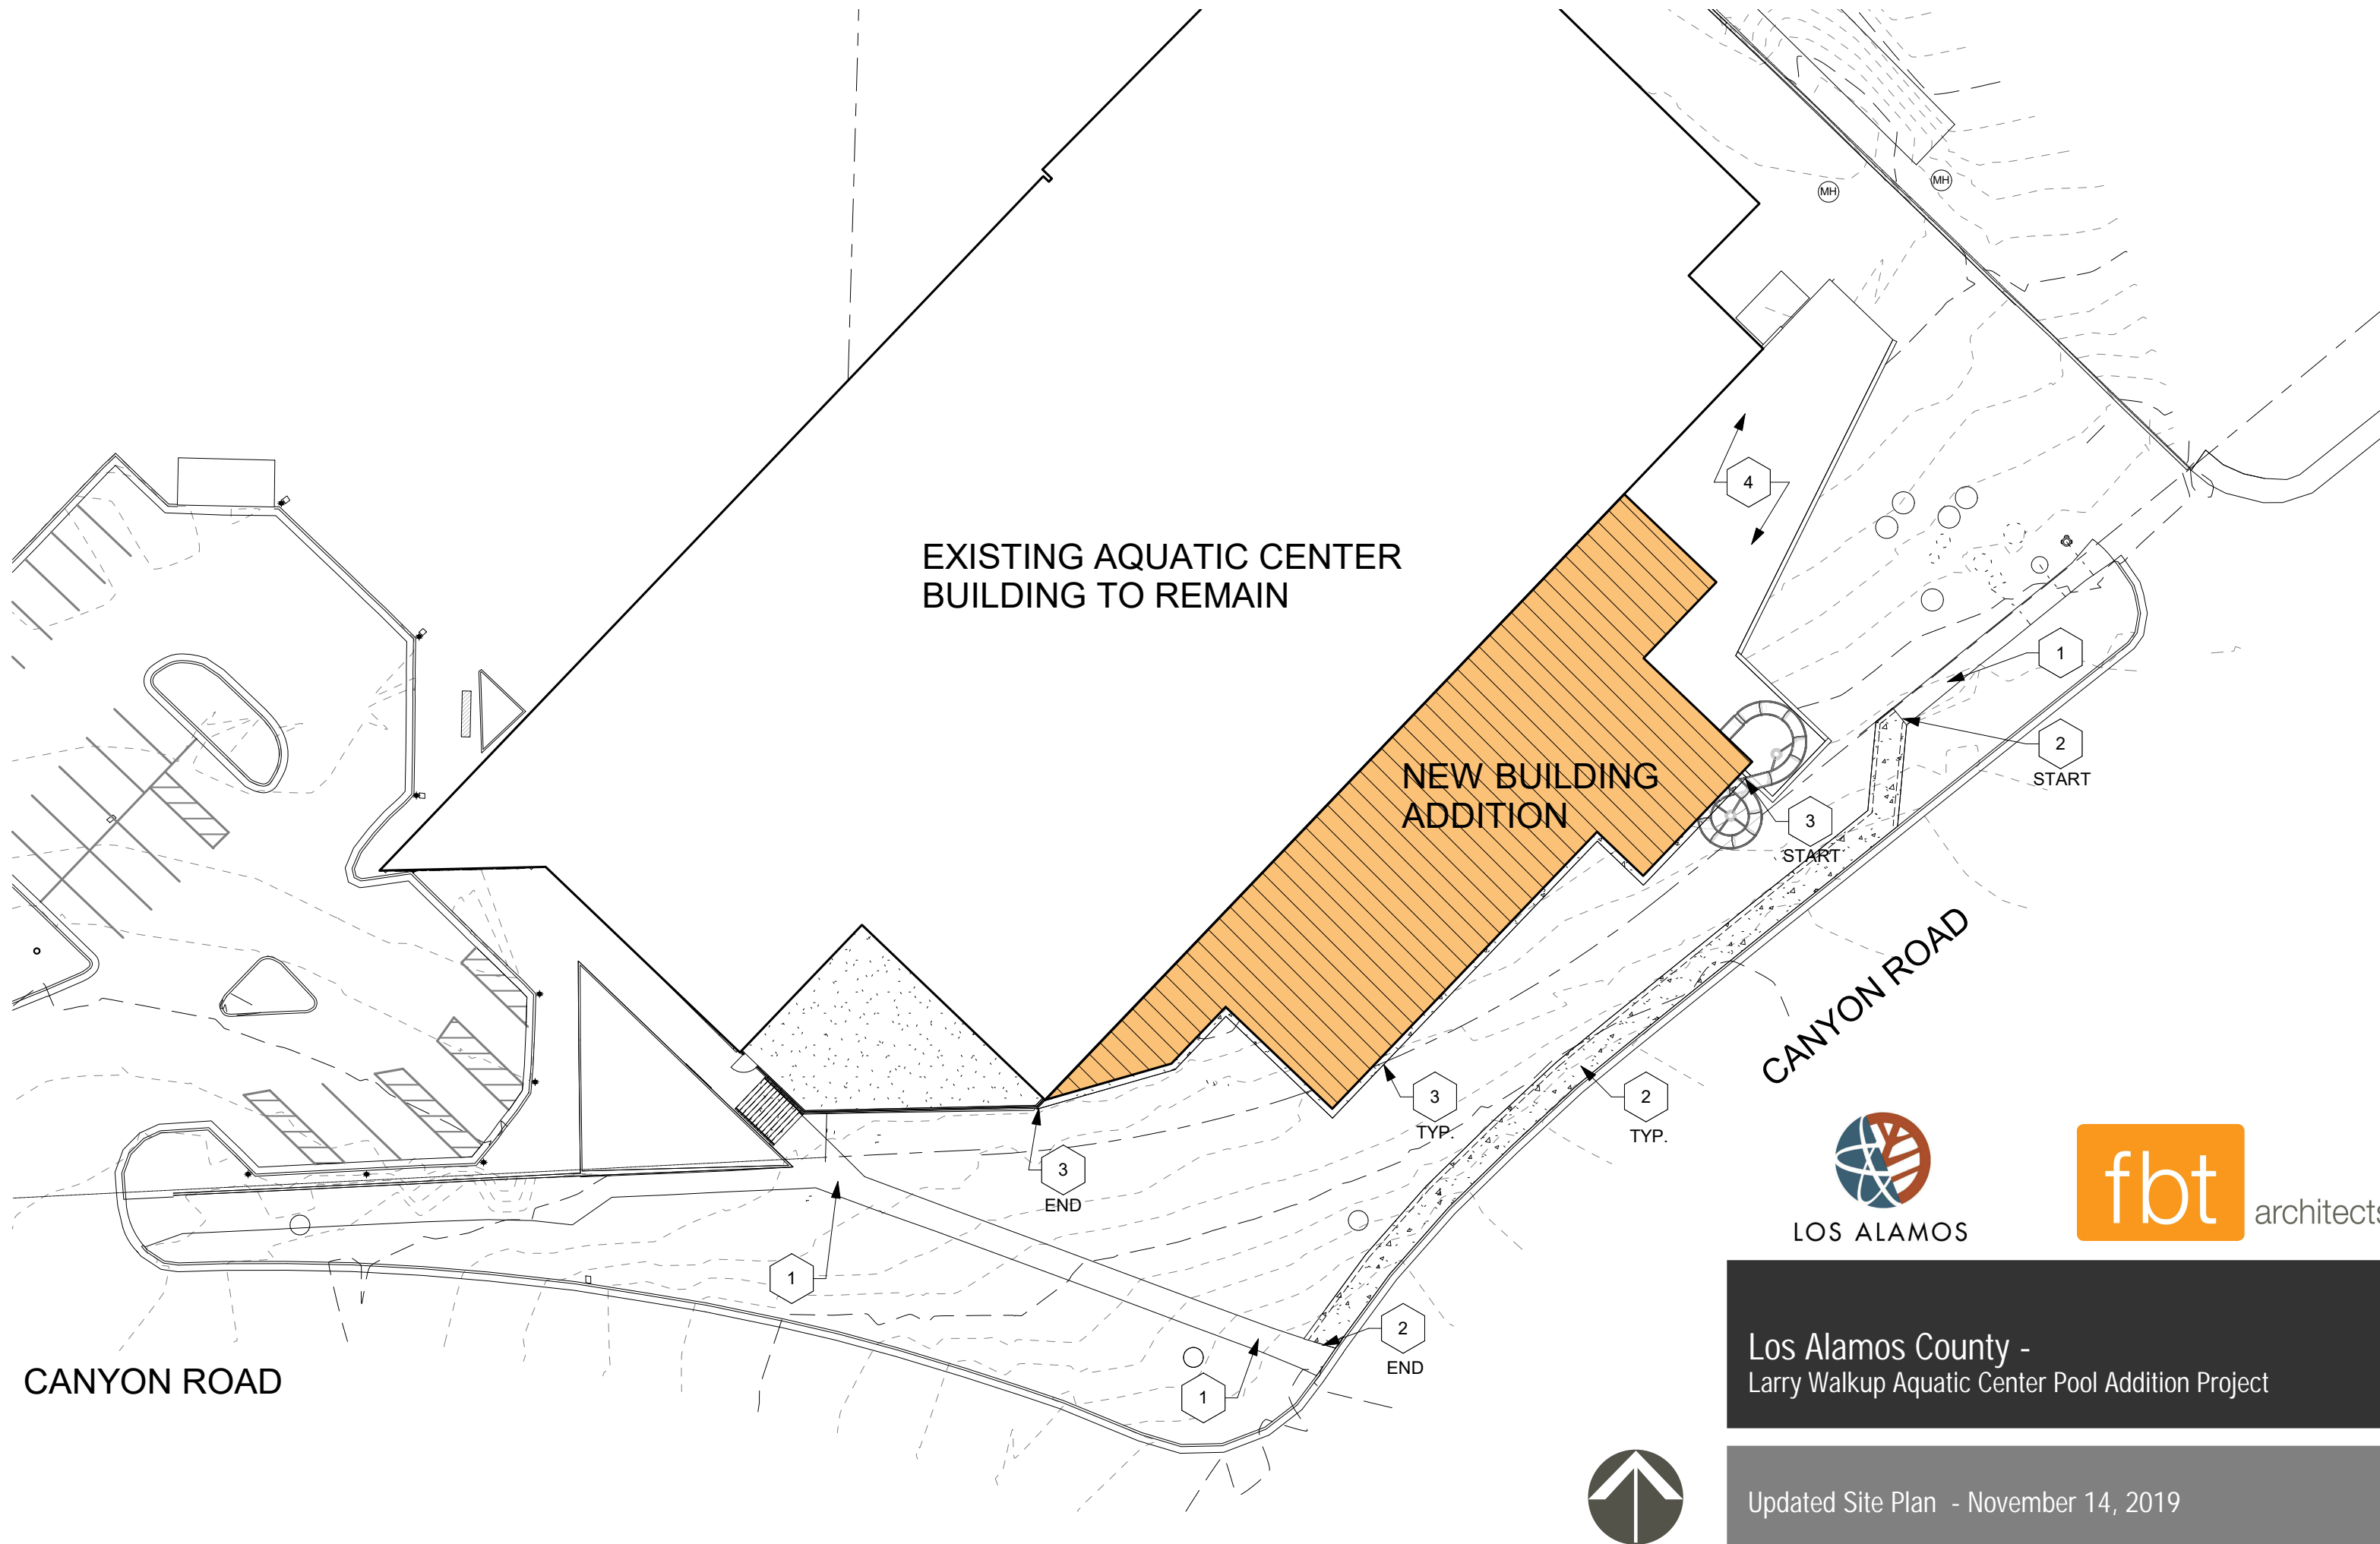 MH
MH
4
EXISTING AQUATIC CENTER
BUILDING TO REMAIN
1
2
START
NEW BUILDING
ADDITION
3
START
CANYON ROAD
3
TYP.
2
TYP.
3
END
1
2
END
1
CANYON ROAD
LOS ALAMOS
fbt
architects
Los Alamos County -
Larry Walkup Aquatic Center Pool Addition Project
Updated Site Plan - November 14, 2019